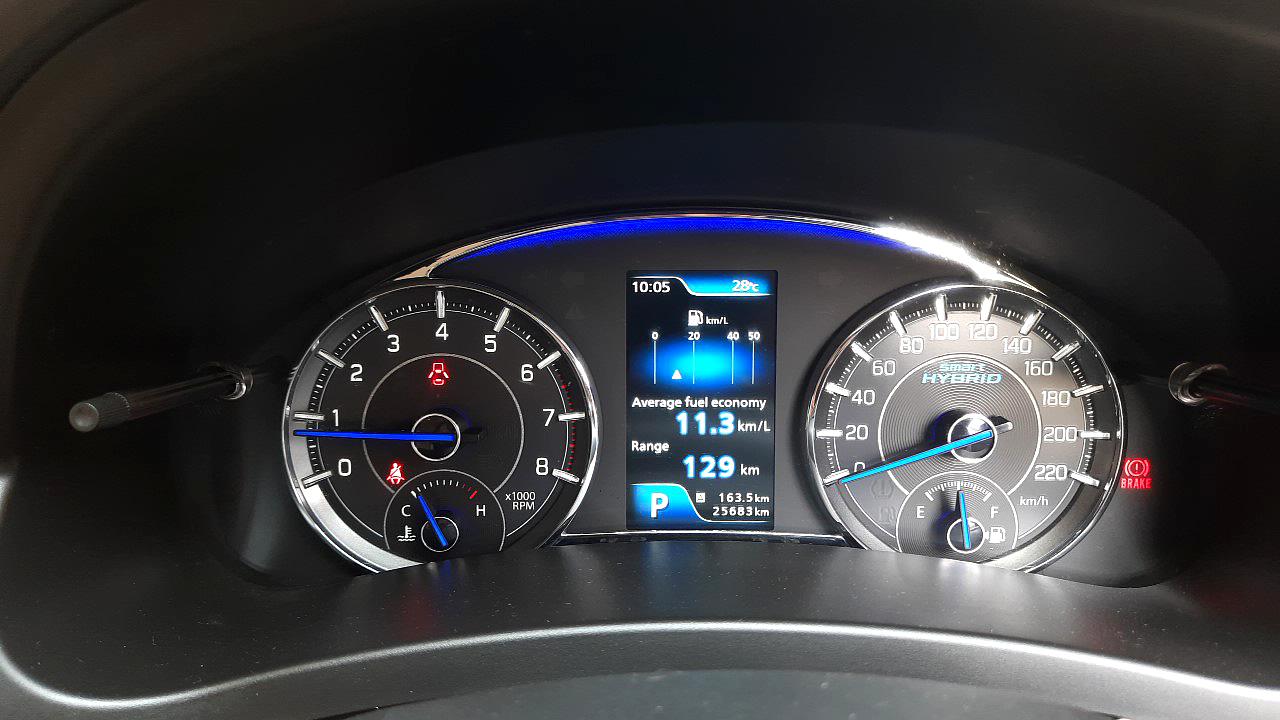 10:05 28°C
km/L
0 20 40 50
Average fuel economy
11.3 km/L
Range
129 km
P
A 163.5 km
25683 km
0 1 2 3 4 5 6 7 8
x1000
RPM
C H
0 20 40 60 80 100 120 140 160 180 200 220
Smart
HYBRID
km/h
E F
BRAKE